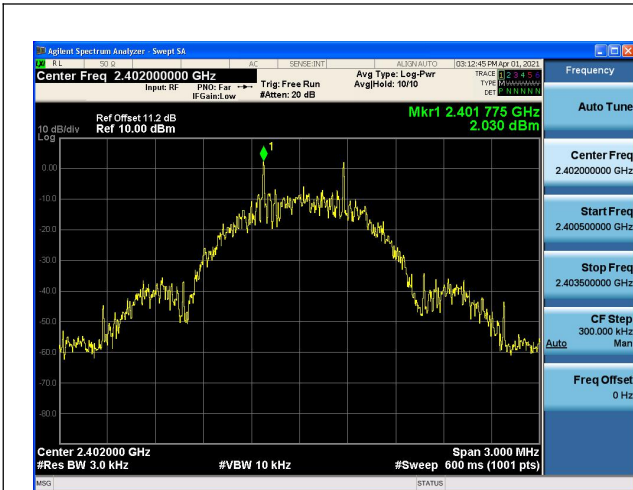 Agilent Spectrum Analyzer - Swept SA
RL 50 Ω AC SENSE:INT ALIGNAUTO 03:12:45 PM Apr 01, 2021
Center Freq 2.402000000 GHz
Input: RF PNO: Far Trig: Free Run Avg Type: Log-Pwr TRACE 1 2 3 4 5 6
IFGain:Low #Atten: 20 dB Avg|Hold: 10/10 TYPE M
DET P N N N N N
Mkr1 2.401 775 GHz
2.030 dBm
Ref Offset 11.2 dB
10 dB/div Ref 10.00 dBm
Log
1
0.00
-10.0
-20.0
-30.0
-40.0
-50.0
-60.0
-70.0
-80.0
Center 2.402000 GHz Span 3.000 MHz
#Res BW 3.0 kHz #VBW 10 kHz #Sweep 600 ms (1001 pts)
MSG STATUS
Frequency
Auto Tune
Center Freq
2.402000000 GHz
Start Freq
2.400500000 GHz
Stop Freq
2.403500000 GHz
CF Step
300.000 kHz
Auto Man
Freq Offset
0 Hz